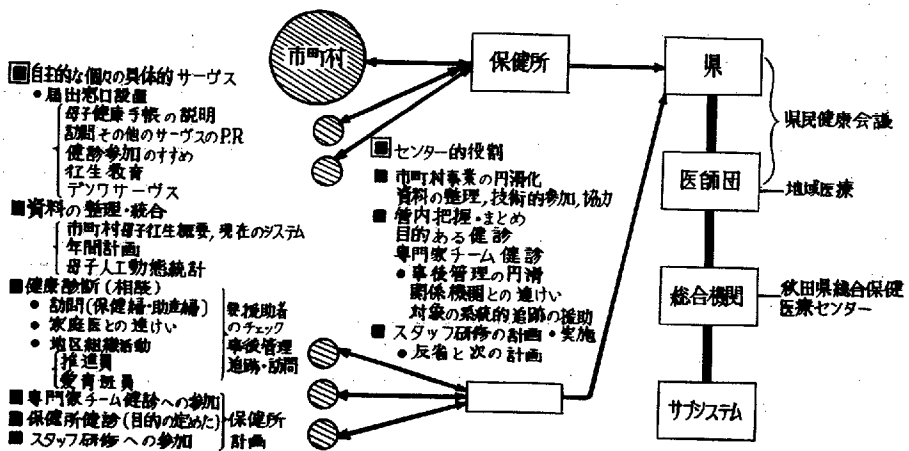 市町村
保健所
県
県民健康会議
医師団
地域医療
総合機関
秋田県総合保健
医療センター
サブシステム
■自主的な個々の具体的サーヴス
● 届出窓口設置
母子健康手帳の説明
訪問その他のサーヴスのP.R
健診参加のすすめ
衛生教育
デンワサーヴス
■資料の整理・統合
市町村母子衛生概要,現在のシステム
年間計画
母子人工動態統計
■健康診断(相談)
● 訪問(保健婦・助産婦)
● 家庭医との連けい
● 地区組織活動
推進員
愛育班員
要援助者
のチェック
事後管理
追跡・訪問
■専門家チーム健診への参加
■保健所健診(目的の定めた)
■スタッフ研修への参加
保健所
計画
■センター的役割
■ 市町村事業の円滑化
資料の整理,技術的参加,協力
■ 管内把握・まとめ
目的ある健診
専門家チーム健診
● 事後管理の円滑
関係機関との連けい
対象の系統的追跡の援助
■ スタッフ研修の計画・実施
● 反省と次の計画